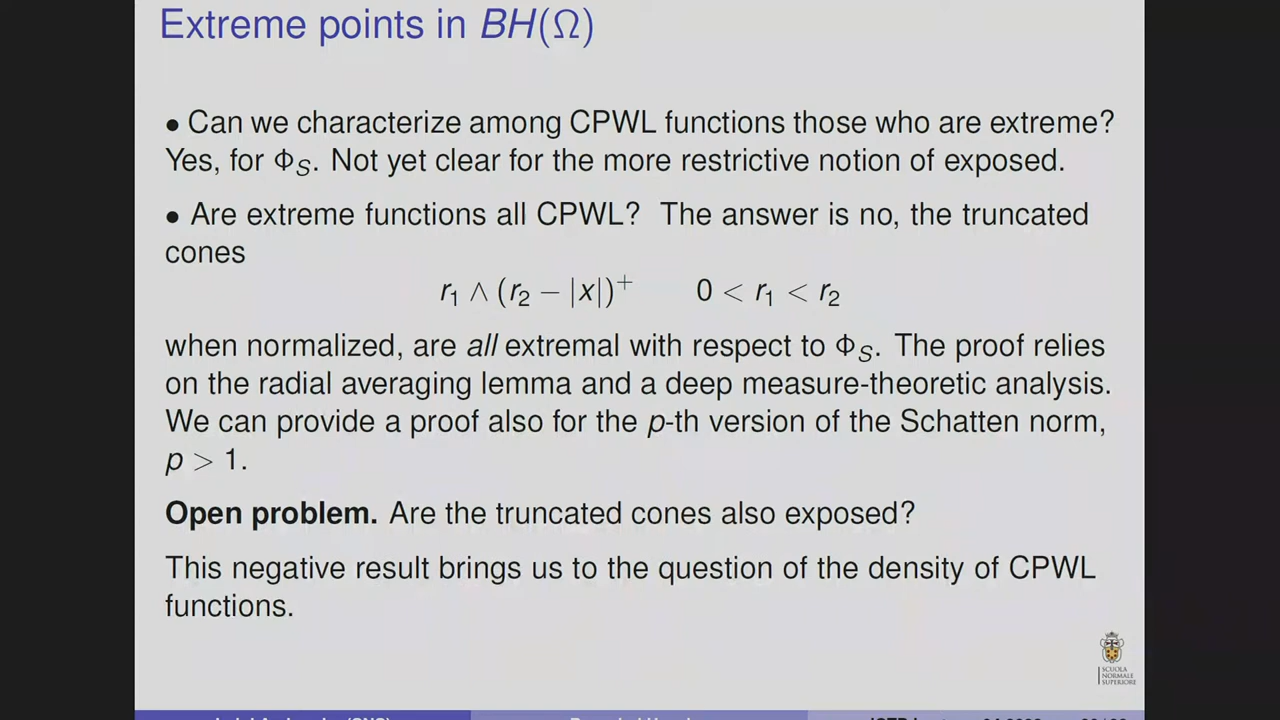 Extreme points in BH(Ω)
• Can we characterize among CPWL functions those who are extreme?
Yes, for Φ_S. Not yet clear for the more restrictive notion of exposed.
• Are extreme functions all CPWL? The answer is no, the truncated
cones
r₁ ∧ (r₂ − |x|)⁺ 0 < r₁ < r₂
when normalized, are all extremal with respect to Φ_S. The proof relies
on the radial averaging lemma and a deep measure-theoretic analysis.
We can provide a proof also for the p-th version of the Schatten norm,
p > 1.
Open problem. Are the truncated cones also exposed?
This negative result brings us to the question of the density of CPWL
functions.
SCUOLA
NORMALE
SUPERIORE